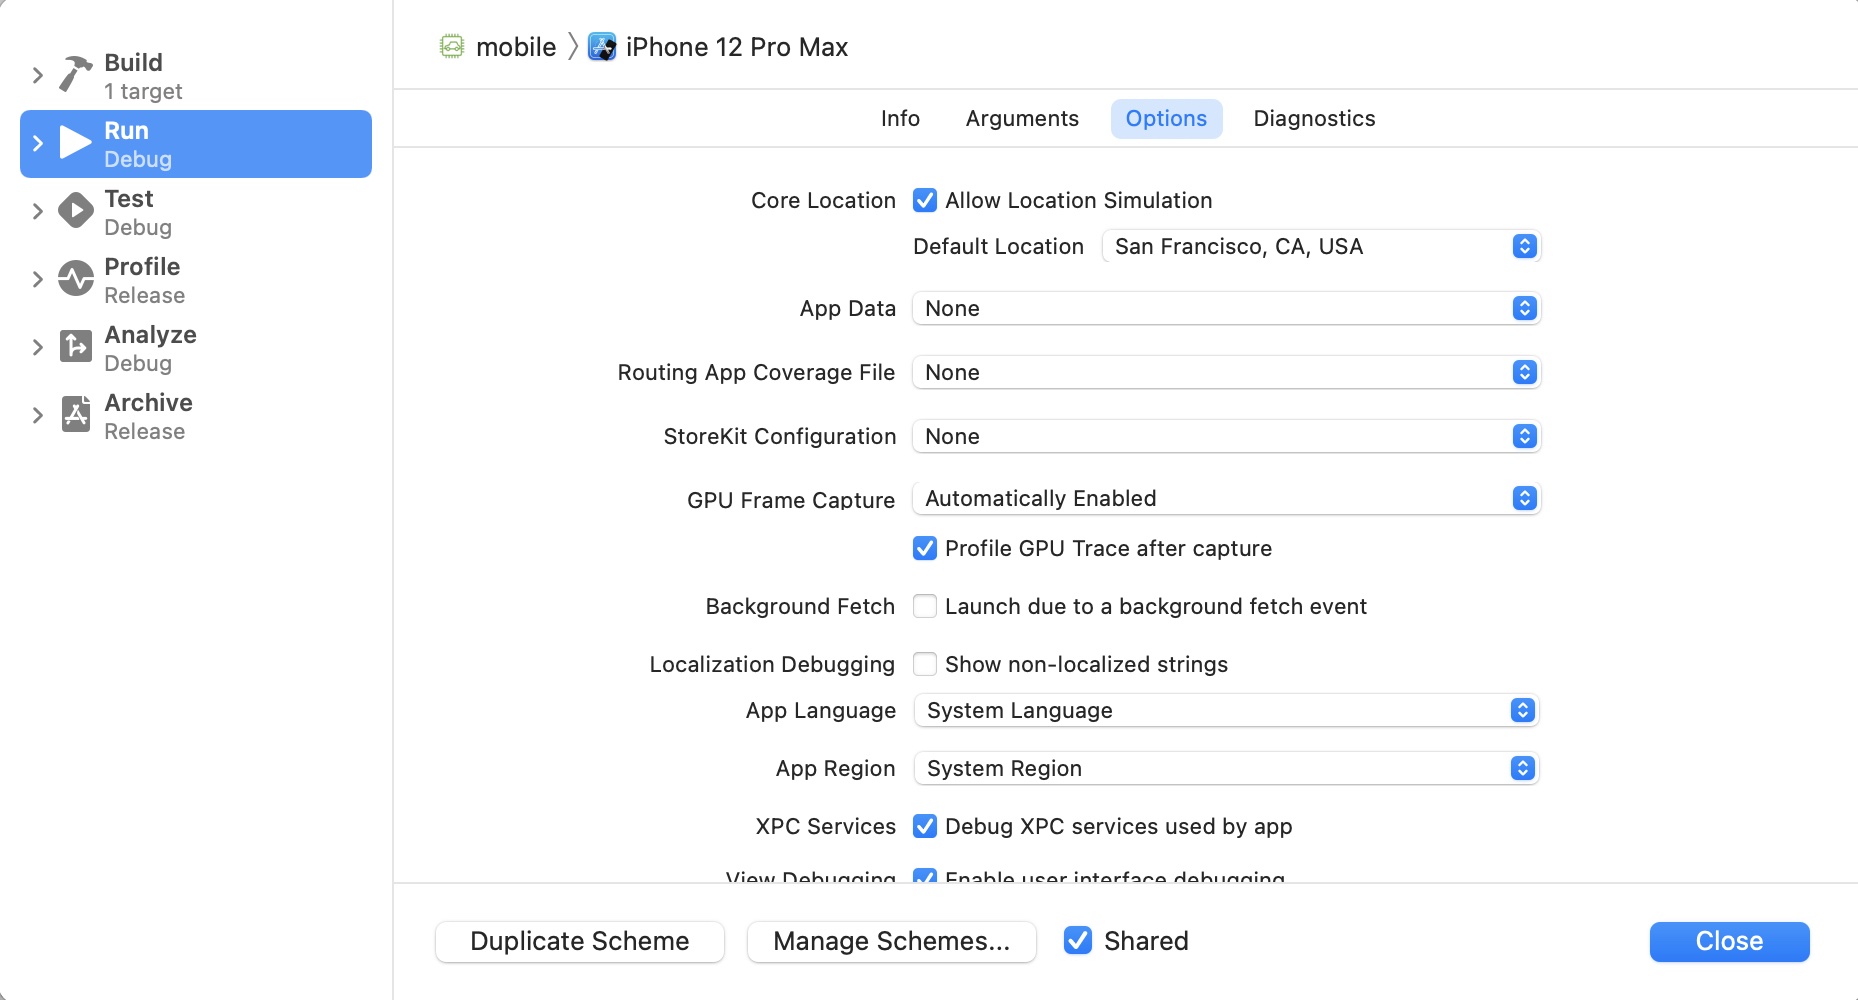 Build
1 target
Run
Debug
Test
Debug
Profile
Release
Analyze
Debug
Archive
Release
mobile
iPhone 12 Pro Max
Info Arguments Options Diagnostics
Core Location Allow Location Simulation
Default Location San Francisco, CA, USA
App Data None
Routing App Coverage File None
StoreKit Configuration None
GPU Frame Capture Automatically Enabled
Profile GPU Trace after capture
Background Fetch Launch due to a background fetch event
Localization Debugging Show non-localized strings
App Language System Language
App Region System Region
XPC Services Debug XPC services used by app
View Debugging Enable user interface debugging
Duplicate Scheme Manage Schemes... Shared Close